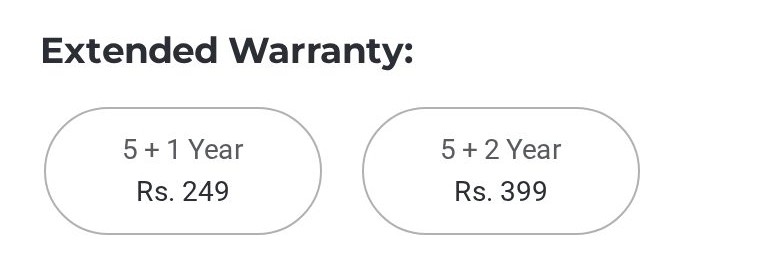 Extended Warranty:
5 + 1 Year
Rs. 249
5 + 2 Year
Rs. 399